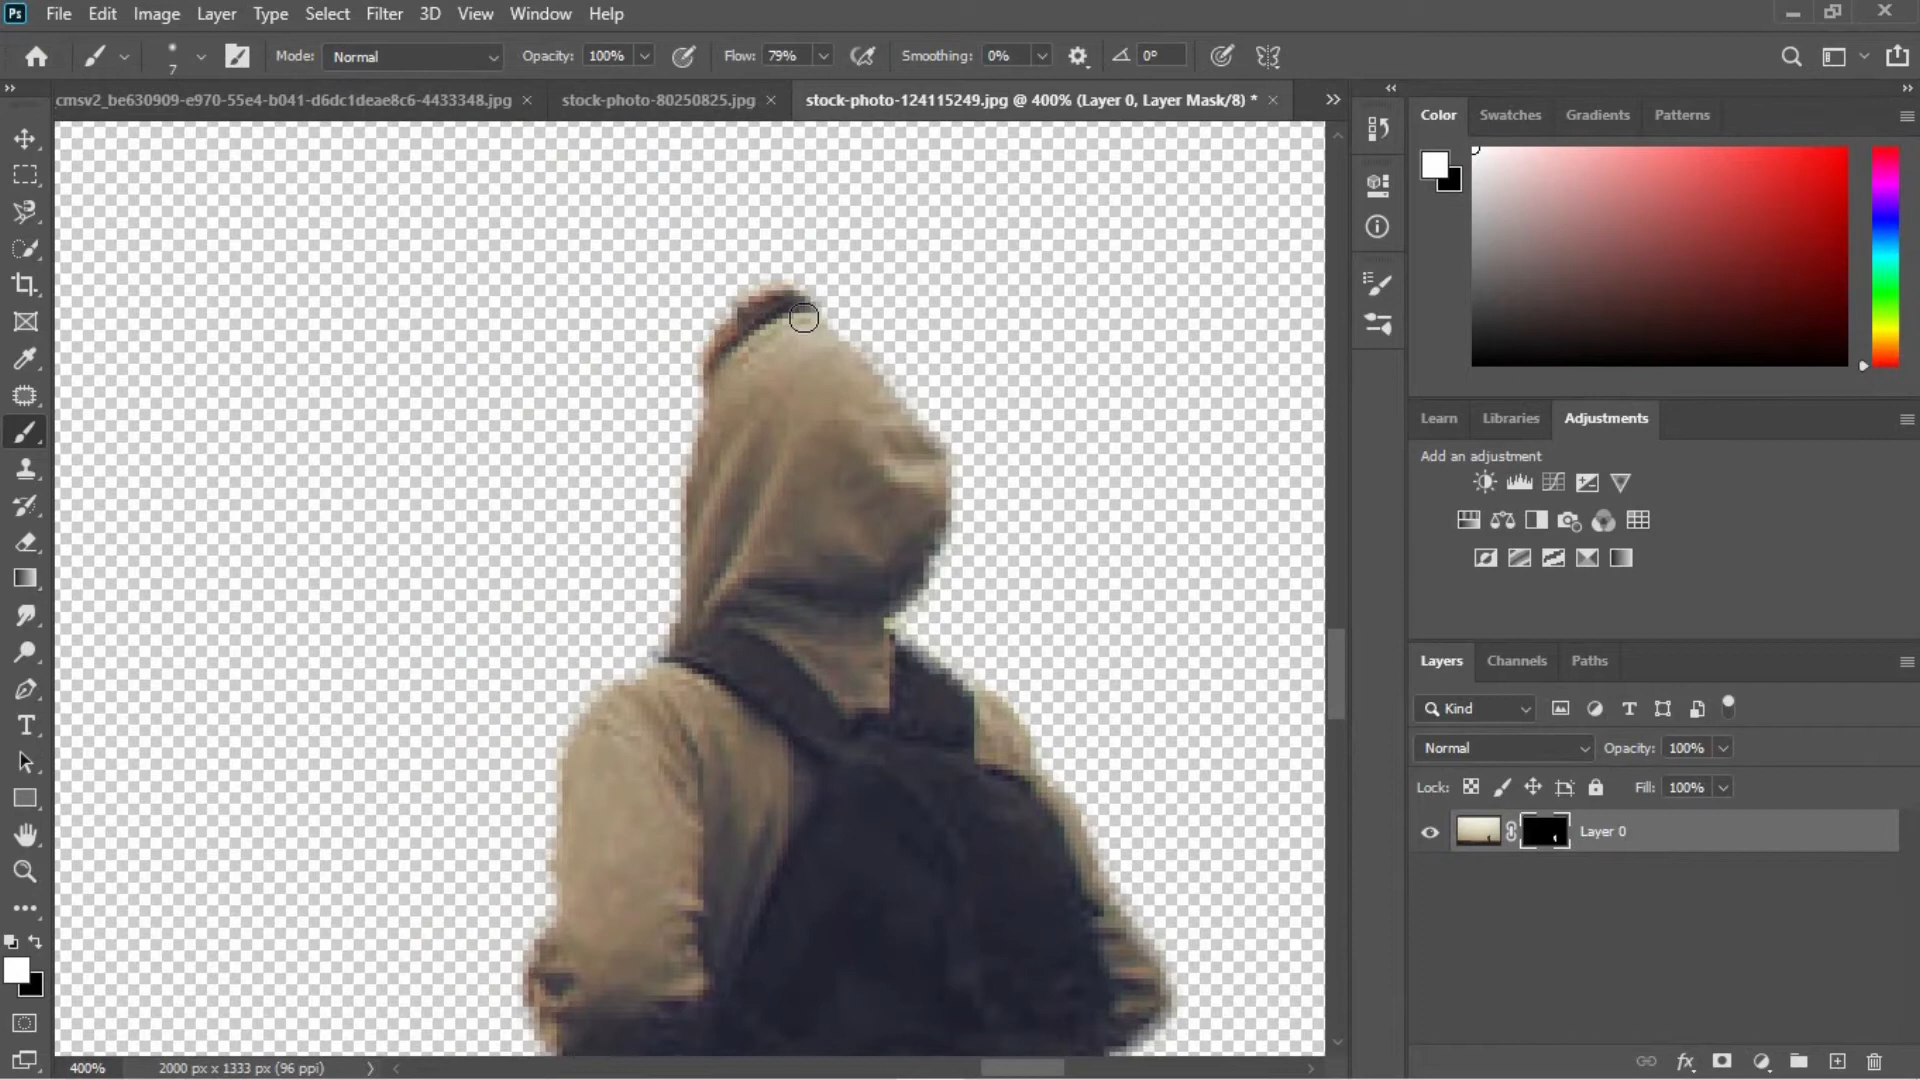 Ps File Edit Image Layer Type Select Filter 3D View Window Help
7 Mode: Normal Opacity: 100% Flow: 79% Smoothing: 0% 0°
cmsv2_be630909-e970-55e4-b041-d6dc1deae8c6-4433348.jpg × stock-photo-80250825.jpg × stock-photo-124115249.jpg @ 400% (Layer 0, Layer Mask/8) * ×
Color Swatches Gradients Patterns
Learn Libraries Adjustments
Add an adjustment
Layers Channels Paths
Kind
Normal Opacity: 100%
Lock: Fill: 100%
Layer 0
400% 2000 px x 1333 px (96 ppi)